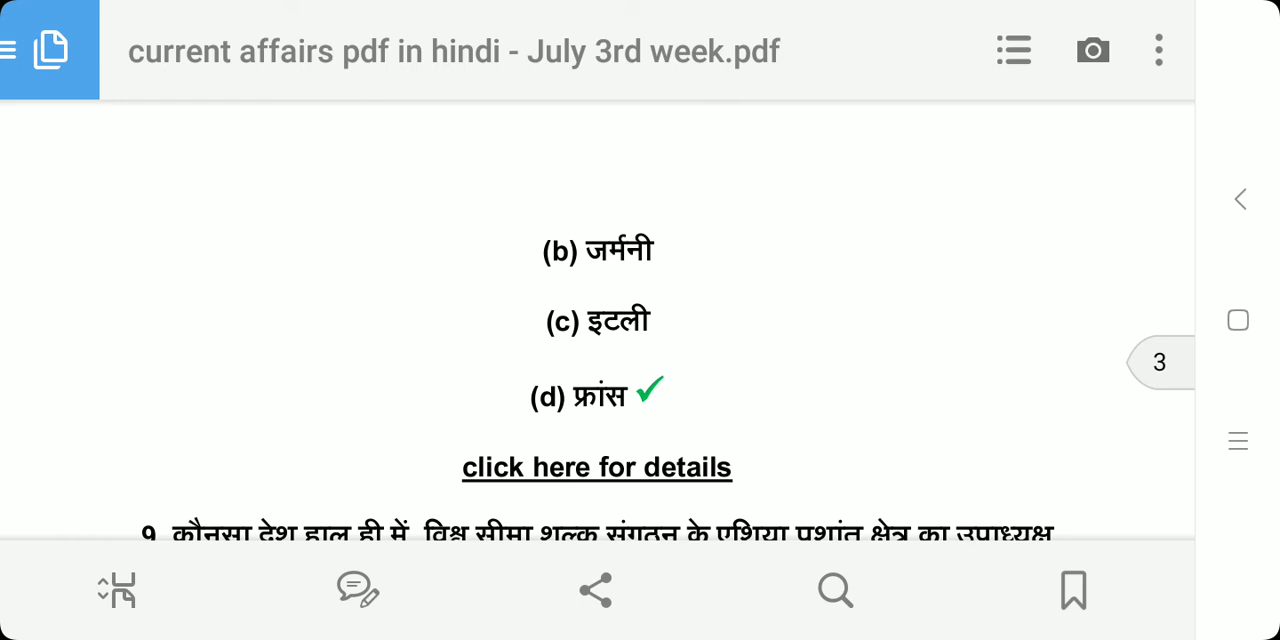 current affairs pdf in hindi - July 3rd week.pdf
(b) जर्मनी
(c) इटली
(d) फ्रांस
3
click here for details
9. कौनसा देश हाल ही में विश्व सीमा शुल्क संगठन के एशिया प्रशांत क्षेत्र का उपाध्यक्ष